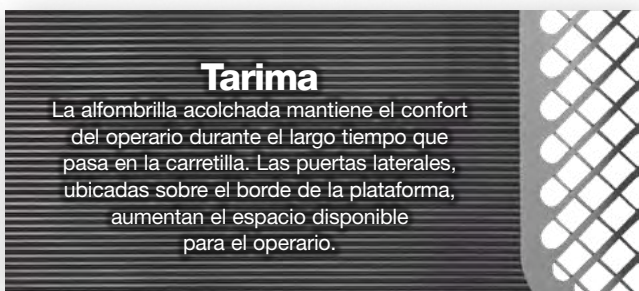 Tarima
La alfombrilla acolchada mantiene el confort
del operario durante el largo tiempo que
pasa en la carretilla. Las puertas laterales,
ubicadas sobre el borde de la plataforma,
aumentan el espacio disponible
para el operario.